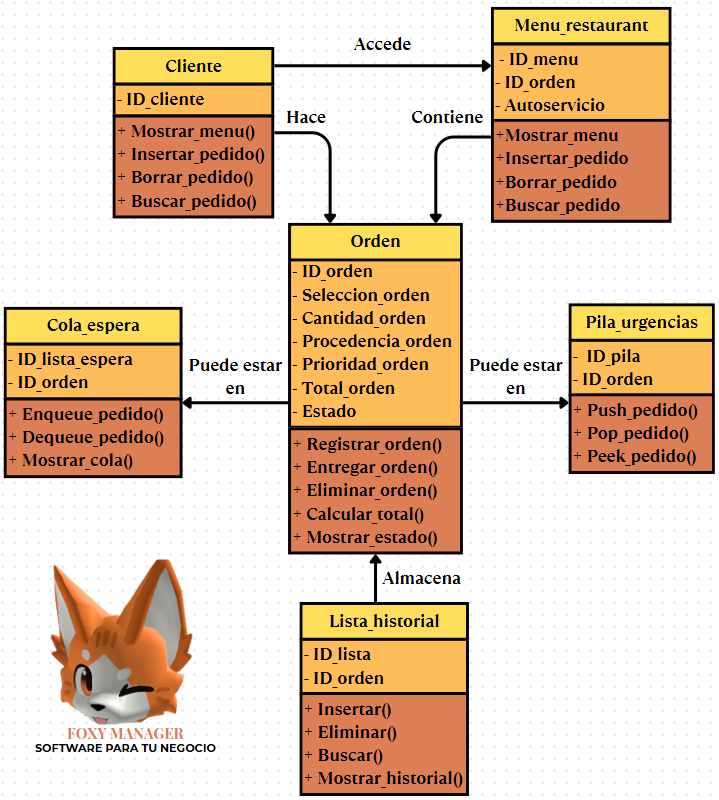 Menu_restaurant
- ID_menu
- ID_orden
- Autoservicio
+Mostrar_menu
+Insertar_pedido
+Borrar_pedido
+Buscar_pedido
Accede
Cliente
- ID_cliente
+ Mostrar_menu()
+ Insertar_pedido()
+ Borrar_pedido()
+ Buscar_pedido()
Hace
Contiene
Orden
- ID_orden
- Seleccion_orden
- Cantidad_orden
- Procedencia_orden
- Prioridad_orden
- Total_orden
- Estado
+ Registrar_orden()
+ Entregar_orden()
+ Eliminar_orden()
+ Calcular_total()
+ Mostrar_estado()
Cola_espera
- ID_lista_espera
- ID_orden
+ Enqueue_pedido()
+ Dequeue_pedido()
+ Mostrar_cola()
Puede estar
en
Puede estar
en
Pila_urgencias
- ID_pila
- ID_orden
+ Push_pedido()
+ Pop_pedido()
+ Peek_pedido()
Almacena
Lista_historial
- ID_lista
- ID_orden
+ Insertar()
+ Eliminar()
+ Buscar()
+ Mostrar_historial()
FOXY MANAGER
SOFTWARE PARA TU NEGOCIO